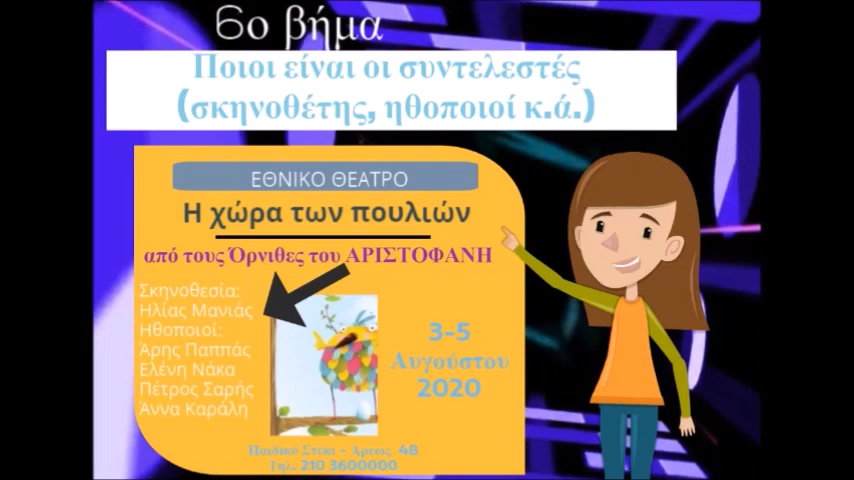 6ο βήμα
Ποιοι είναι οι συντελεστές
(σκηνοθέτης, ηθοποιοί κ.ά.)
ΕΘΝΙΚΟ ΘΕΑΤΡΟ
Η χώρα των πουλιών
από τους Όρνιθες του ΑΡΙΣΤΟΦΑΝΗ
Σκηνοθεσία:
Ηλίας Μανιάς
Ηθοποιοί:
Άρης Παππάς
Ελένη Νάκα
Πέτρος Σαρής
Άννα Καράλη
3-5
Αυγούστου
2020
Παιδικό Στέκι - Άρεως 48
Τηλ. 210 3600000